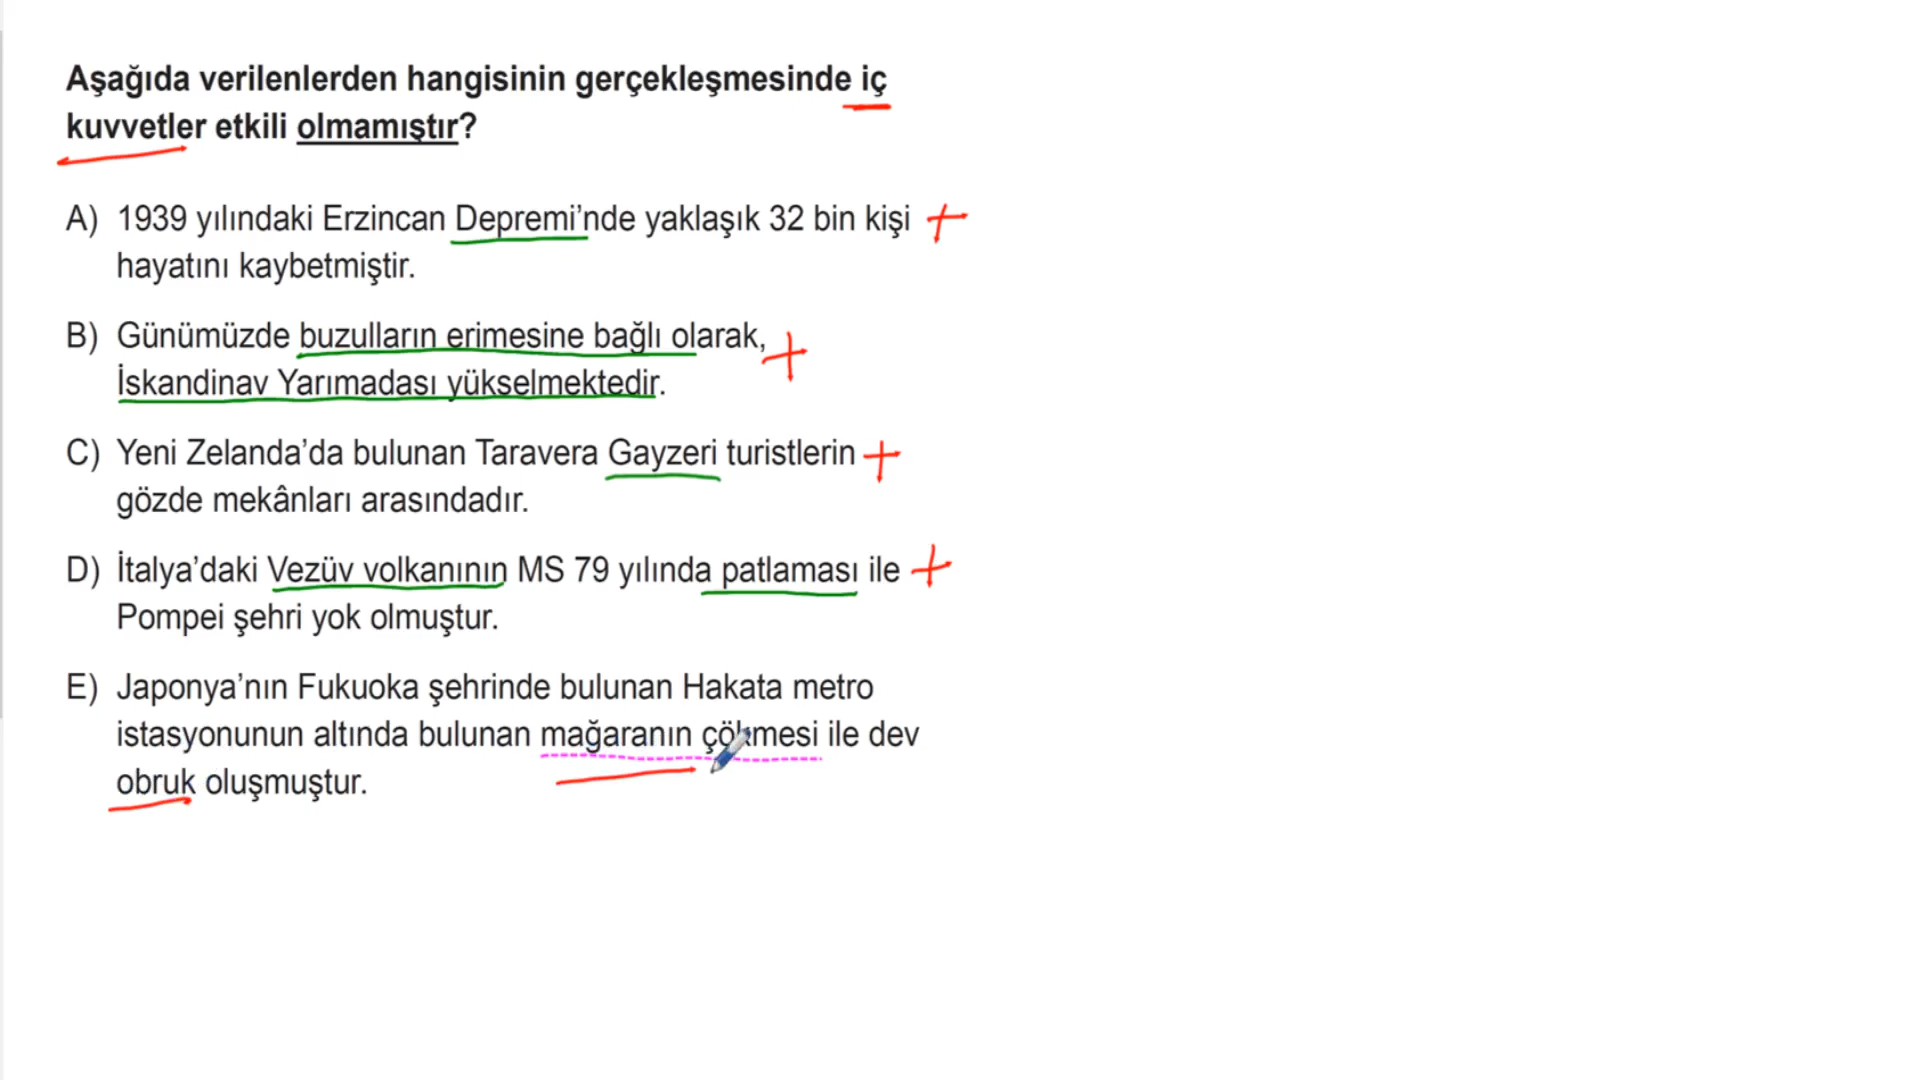 Aşağıda verilenlerden hangisinin gerçekleşmesinde iç
kuvvetler etkili olmamıştır?
A) 1939 yılındaki Erzincan Depremi’nde yaklaşık 32 bin kişi
hayatını kaybetmiştir.
B) Günümüzde buzulların erimesine bağlı olarak,
İskandinav Yarımadası yükselmektedir.
C) Yeni Zelanda’da bulunan Taravera Gayzeri turistlerin
gözde mekânları arasındadır.
D) İtalya’daki Vezüv volkanının MS 79 yılında patlaması ile
Pompei şehri yok olmuştur.
E) Japonya’nın Fukuoka şehrinde bulunan Hakata metro
istasyonunun altında bulunan mağaranın çökmesi ile dev
obruk oluşmuştur.